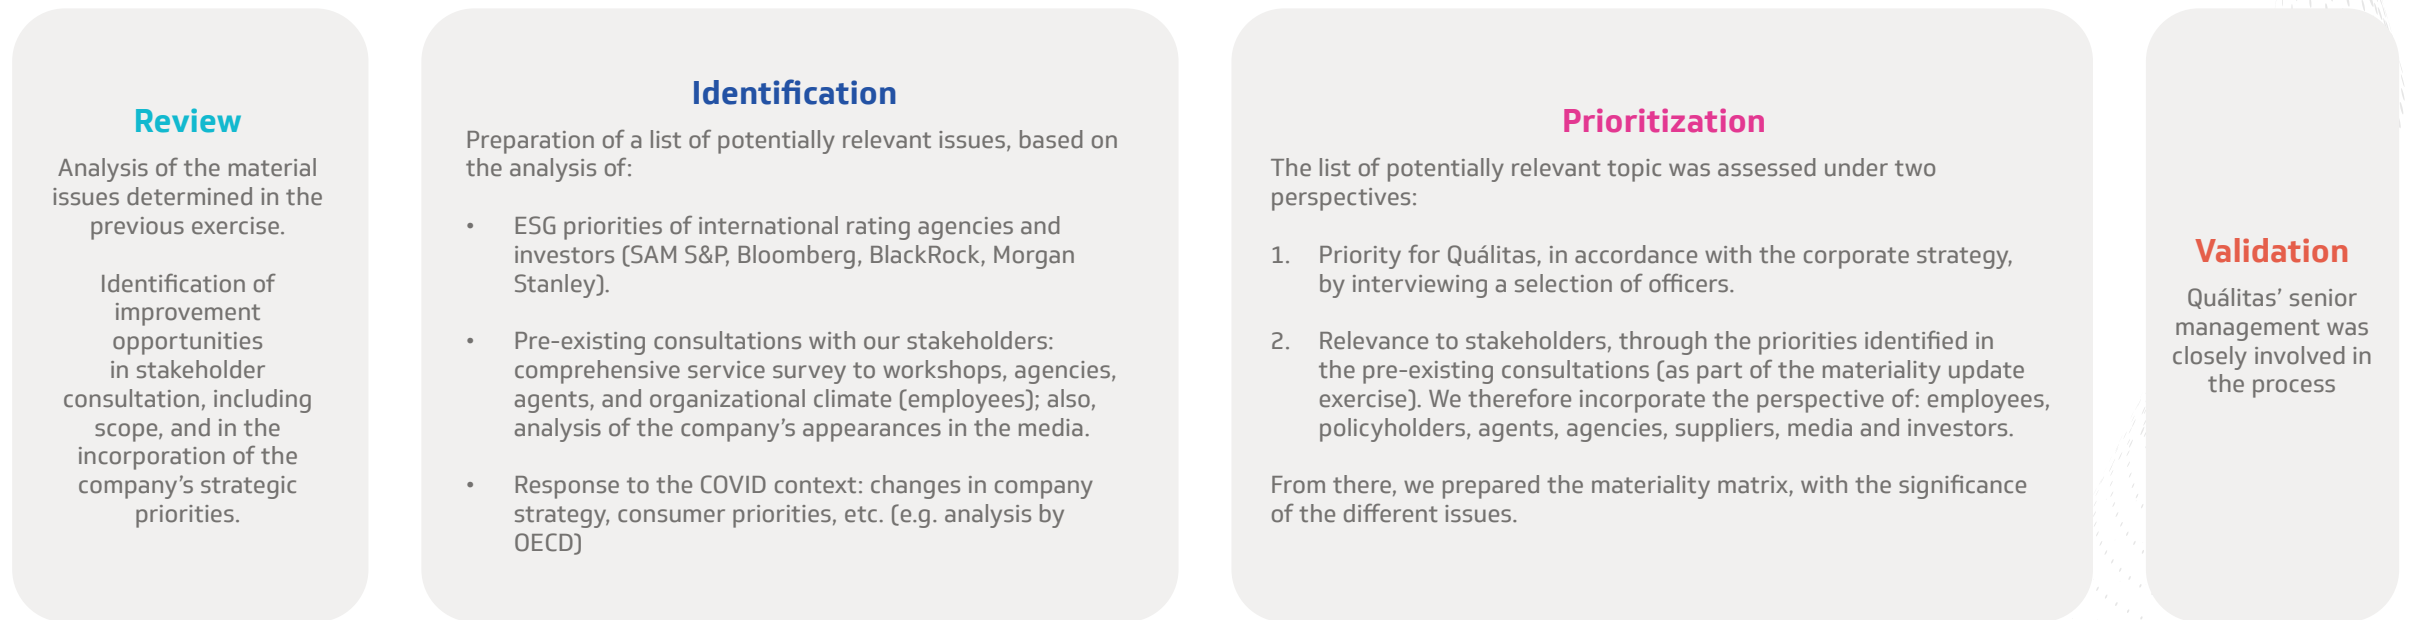 Review
Analysis of the material
issues determined in the
previous exercise.
Identification of
improvement
opportunities
in stakeholder
consultation, including
scope, and in the
incorporation of the
company's strategic
priorities.
Identification
Preparation of a list of potentially relevant issues, based on
the analysis of:
• ESG priorities of international rating agencies and
investors (SAM S&P, Bloomberg, BlackRock, Morgan
Stanley).
• Pre-existing consultations with our stakeholders:
comprehensive service survey to workshops, agencies,
agents, and organizational climate (employees); also,
analysis of the company's appearances in the media.
• Response to the COVID context: changes in company
strategy, consumer priorities, etc. (e.g. analysis by
OECD)
Prioritization
The list of potentially relevant topic was assessed under two
perspectives:
1. Priority for Quálitas, in accordance with the corporate strategy,
by interviewing a selection of officers.
2. Relevance to stakeholders, through the priorities identified in
the pre-existing consultations (as part of the materiality update
exercise). We therefore incorporate the perspective of: employees,
policyholders, agents, agencies, suppliers, media and investors.
From there, we prepared the materiality matrix, with the significance
of the different issues.
Validation
Quálitas' senior
management was
closely involved in
the process